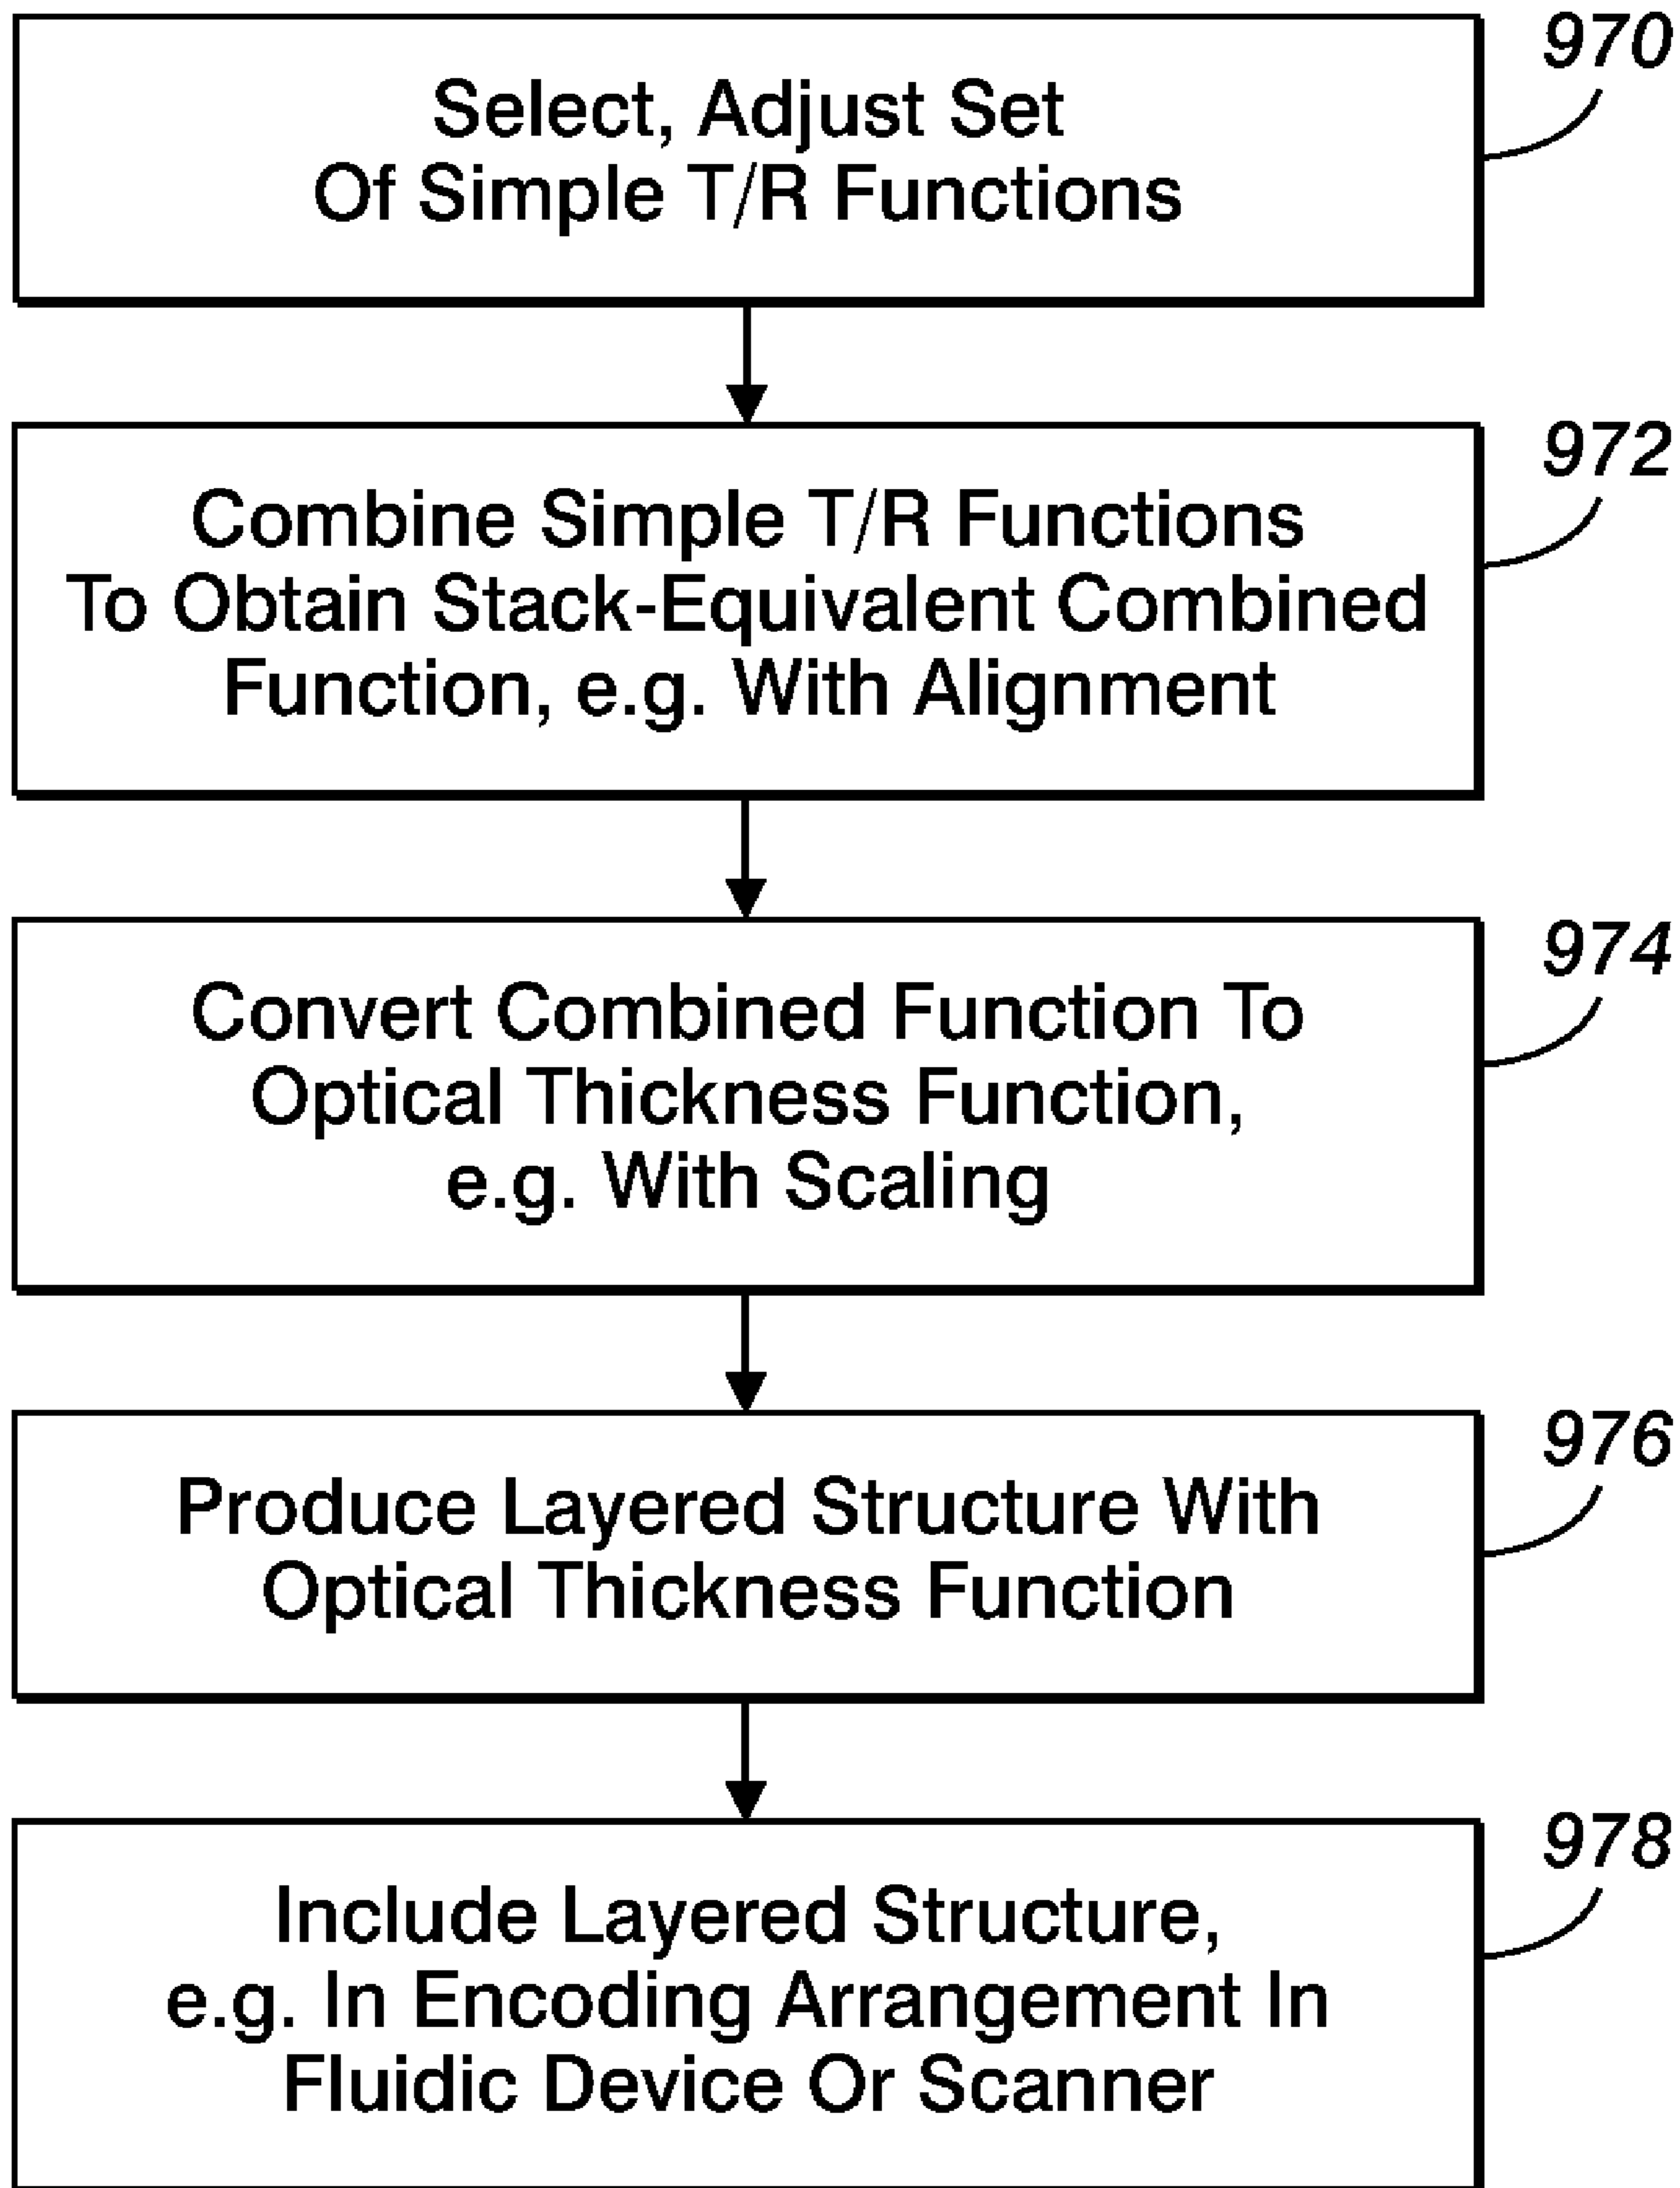 970
Select, Adjust Set
Of Simple T/R Functions
972
Combine Simple T/R Functions
To Obtain Stack-Equivalent Combined
Function, e.g. With Alignment
974
Convert Combined Function To
Optical Thickness Function,
e.g. With Scaling
976
Produce Layered Structure With
Optical Thickness Function
978
Include Layered Structure,
e.g. In Encoding Arrangement In
Fluidic Device Or Scanner